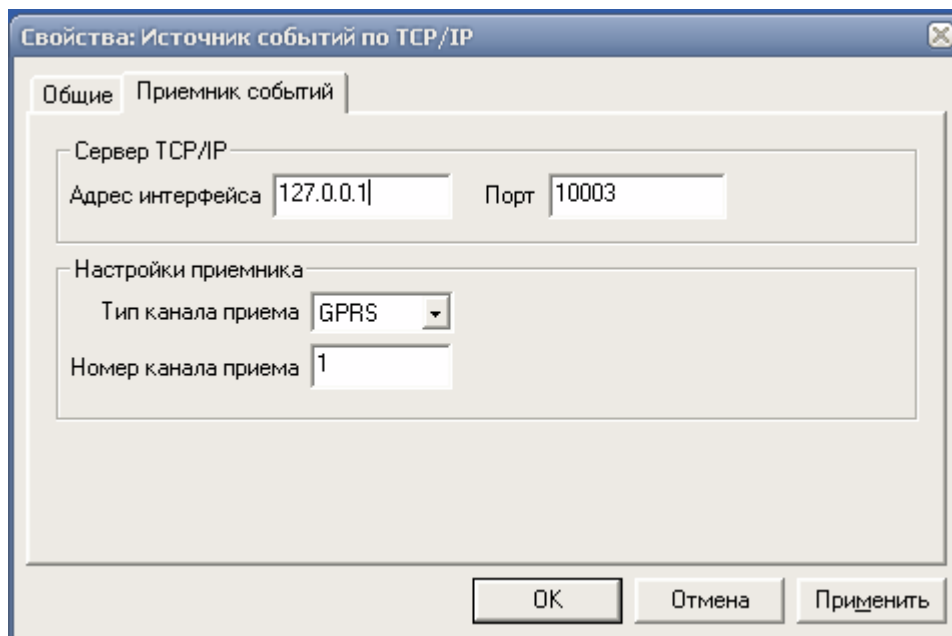 Свойства: Источник событий по TCP/IP
Общие Приемник событий
Сервер TCP/IP
Адрес интерфейса 127.0.0.1 Порт 10003
Настройки приемника
Тип канала приема GPRS
Номер канала приема 1
OK Отмена Применить